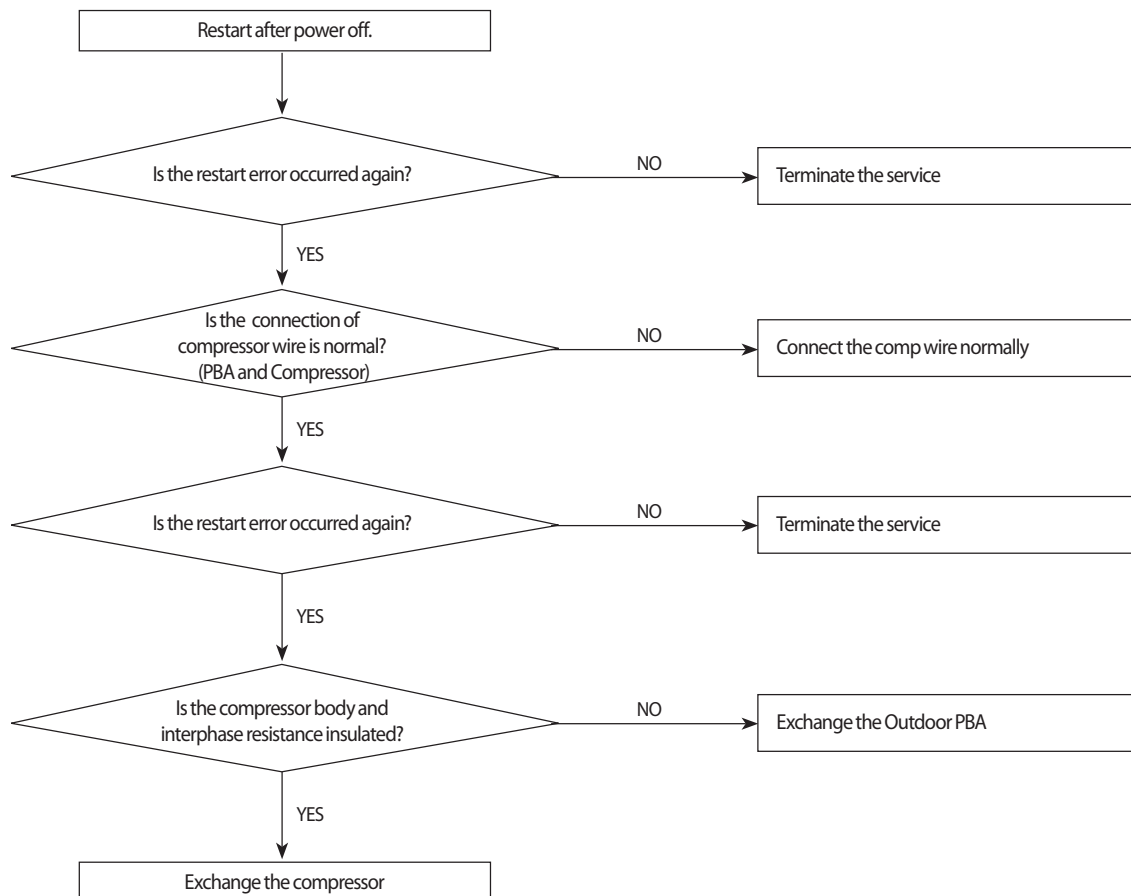 Restart after power off.
Is the restart error occurred again?
NO
Terminate the service
YES
Is the connection of
compressor wire is normal?
(PBA and Compressor)
NO
Connect the comp wire normally
YES
Is the restart error occurred again?
NO
Terminate the service
YES
Is the compressor body and
interphase resistance insulated?
NO
Exchange the Outdoor PBA
YES
Exchange the compressor